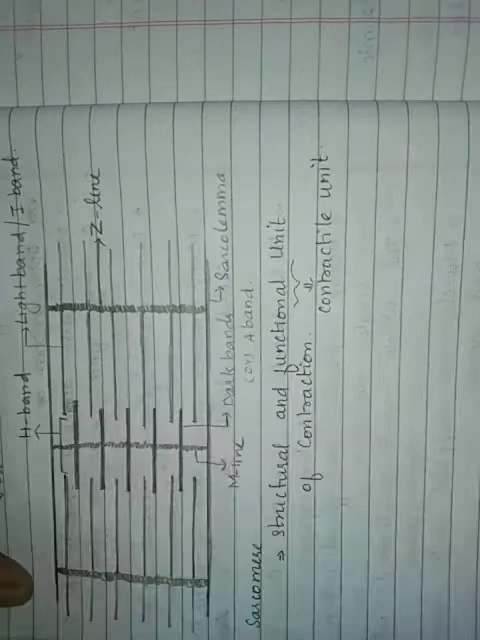 H-band
Light band / I band.
Z-line
Dark bands
(or) A band.
Sarcolemma
M-line
Sarcomere
⇒ Structural and functional Unit
of Contraction.
⇓
contractile unit